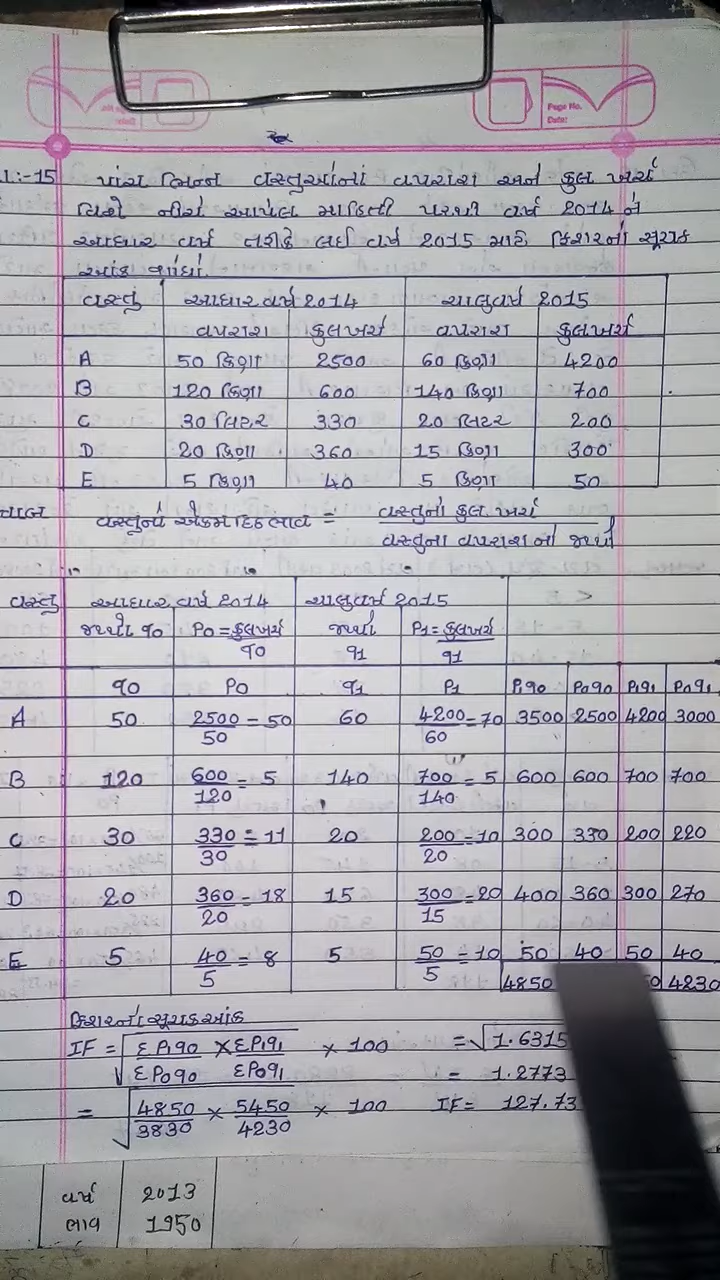 1:-15 પાંચ ભિન્ન વસ્તુઓનાં વપરાશ અને કુલ ખર્ચ
વિશે નીચે આપેલ માહિતી પરથી વર્ષ 2014 ને
આધાર વર્ષ તરીકે લઈ વર્ષ 2015 માટે ફિશરનો સૂચક
આંક શોધો.
વસ્તુ આધાર વર્ષ 2014 ચાલુવર્ષ 2015
વપરાશ કુલખર્ચ વપરાશ કુલખર્ચ
A 50 કિગ્રા 2500 60 કિગ્રા 4200
B 120 કિગ્રા 600 140 કિગ્રા 700
C 30 લિટર 330 20 લિટર 200
D 20 કિગ્રા 360 15 કિગ્રા 300
E 5 કિગ્રા 40 5 કિગ્રા 50
વસ્તુનો એકમદિઠ ભાવ = વસ્તુનો કુલ ખર્ચ
વસ્તુના વપરાશનો જથ્થો
વસ્તુ આધાર વર્ષ 2014 ચાલુવર્ષ 2015
જથ્થો q0 P0 = કુલખર્ચ જથ્થો P1 = કુલખર્ચ
q0 q1 q1
q0 P0 q1 P1 P1q0 P0q0 P1q1 P0q1
A 50 2500/50 = 50 60 4200/60 = 70 3500 2500 4200 3000
B 120 600/120 = 5 140 700/140 = 5 600 600 700 700
C 30 330/30 = 11 20 200/20 = 10 300 330 200 220
D 20 360/20 = 18 15 300/15 = 20 400 360 300 270
E 5 40/5 = 8 5 50/5 = 10 50 40 50 40
4850 4230
ફિશરનો સૂચકઆંક
IF = √(ΣP1q0/ΣP0q0 × ΣP1q1/ΣP0q1) × 100 = √1.6315
= 1.2773
= √(4850/3830 × 5450/4230) × 100 IF = 127.73
વર્ષ 2013
ભાવ 1950